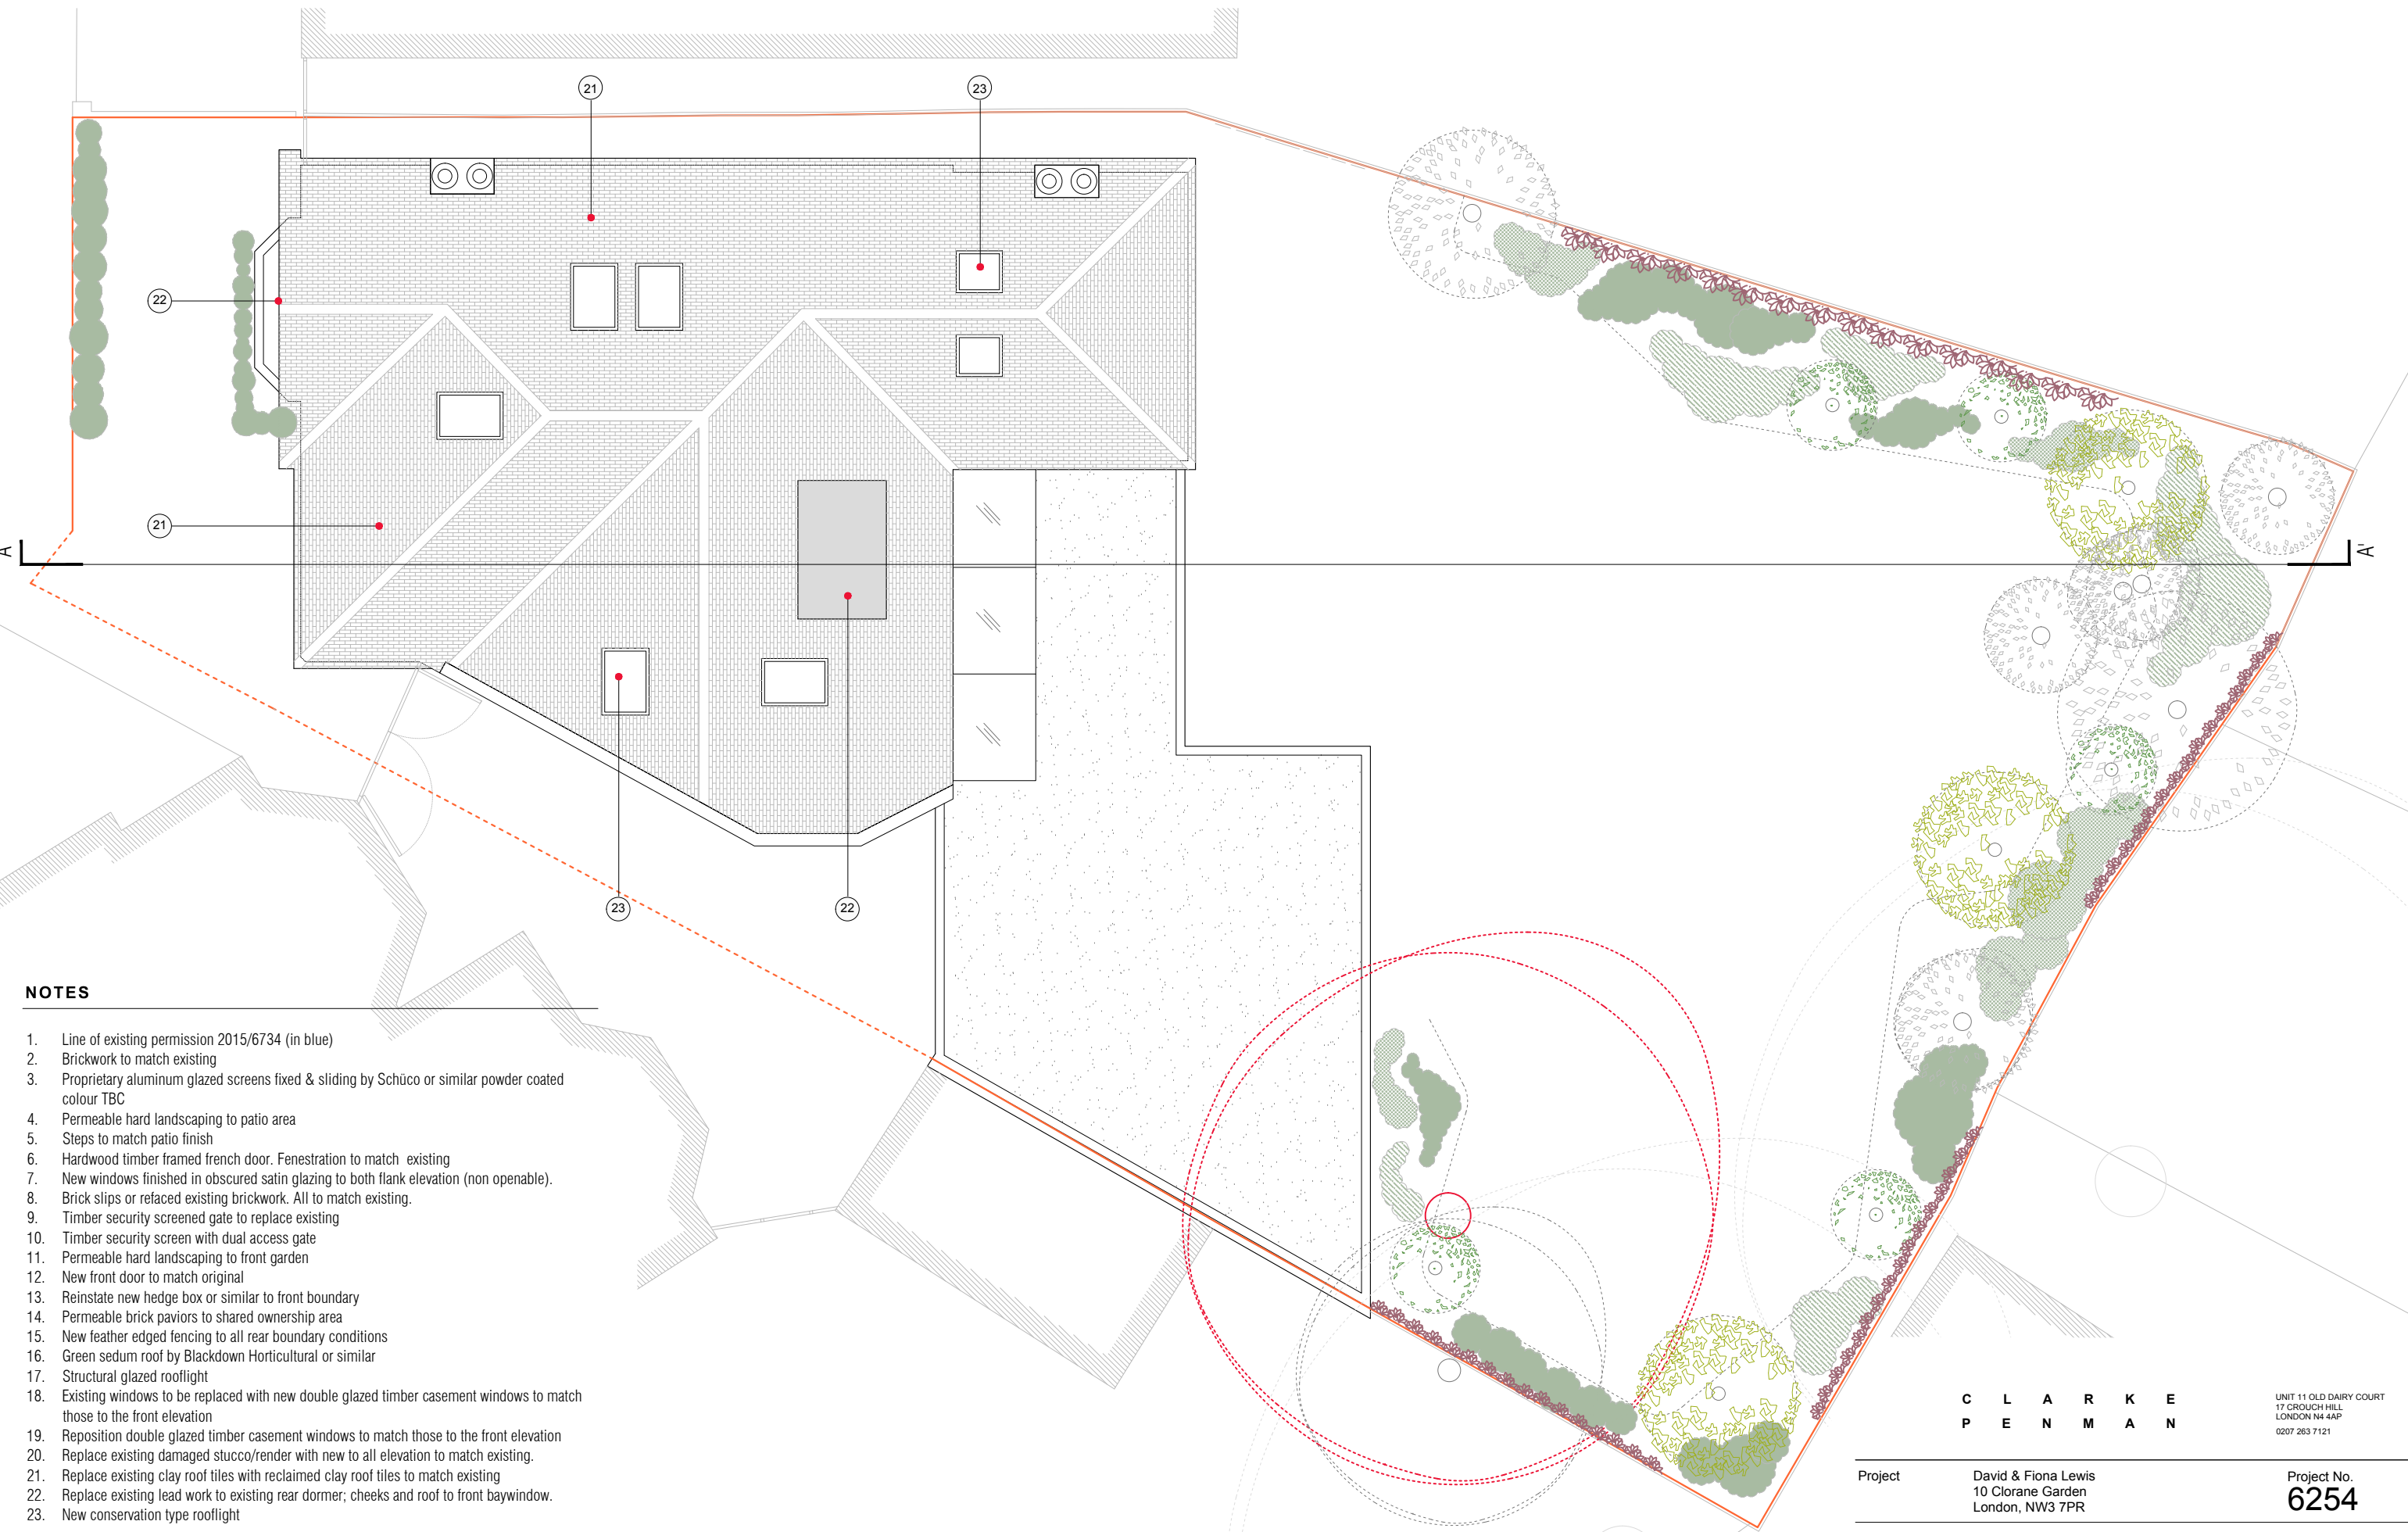 21
23
22
21
A
A'
23
22
NOTES
1. Line of existing permission 2015/6734 (in blue)
2. Brickwork to match existing
3. Proprietary aluminum glazed screens fixed & sliding by Schüco or similar powder coated
colour TBC
4. Permeable hard landscaping to patio area
5. Steps to match patio finish
6. Hardwood timber framed french door. Fenestration to match existing
7. New windows finished in obscured satin glazing to both flank elevation (non openable).
8. Brick slips or refaced existing brickwork. All to match existing.
9. Timber security screened gate to replace existing
10. Timber security screen with dual access gate
11. Permeable hard landscaping to front garden
12. New front door to match original
13. Reinstate new hedge box or similar to front boundary
14. Permeable brick paviors to shared ownership area
15. New feather edged fencing to all rear boundary conditions
16. Green sedum roof by Blackdown Horticultural or similar
17. Structural glazed rooflight
18. Existing windows to be replaced with new double glazed timber casement windows to match
those to the front elevation
19. Reposition double glazed timber casement windows to match those to the front elevation
20. Replace existing damaged stucco/render with new to all elevation to match existing.
21. Replace existing clay roof tiles with reclaimed clay roof tiles to match existing
22. Replace existing lead work to existing rear dormer; cheeks and roof to front baywindow.
23. New conservation type rooflight
CLARKE
PENMAN
UNIT 11 OLD DAIRY COURT
17 CROUCH HILL
LONDON N4 4AP
0207 263 7121
Project
David & Fiona Lewis
10 Clorane Garden
London, NW3 7PR
Project No.
6254